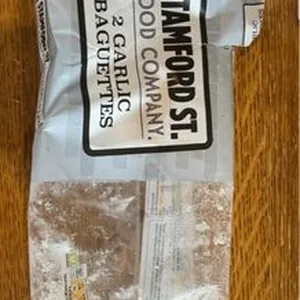 STAMFORD ST.
FOOD COMPANY.
2 GARLIC
BAGUETTES